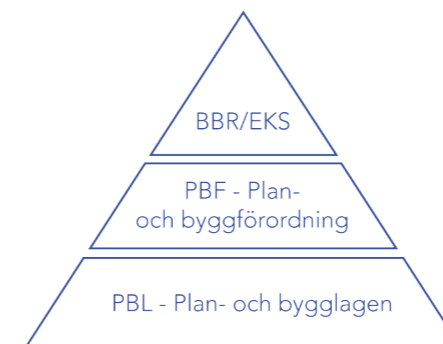 BBR/EKS
PBF - Plan-
och byggförordning
PBL - Plan- och bygglagen